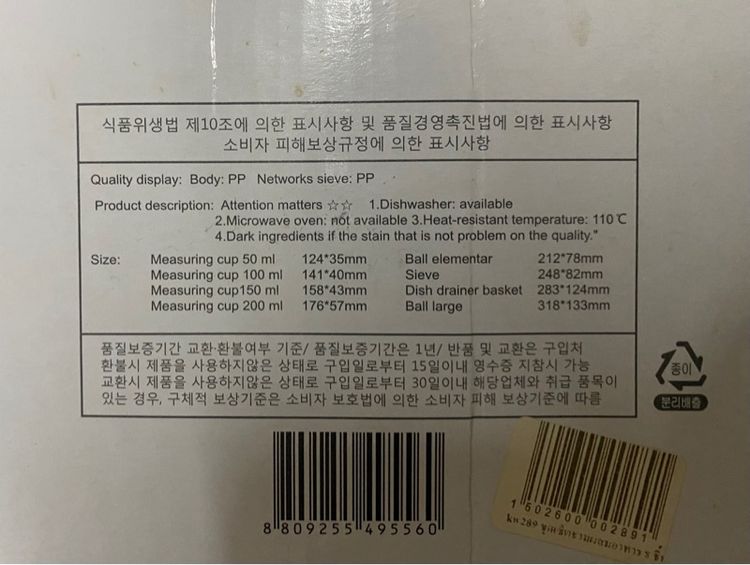 식품위생법 제10조에 의한 표시사항 및 품질경영촉진법에 의한 표시사항
소비자 피해보상규정에 의한 표시사항
Quality display: Body: PP Networks sieve: PP
Product description: Attention matters ☆☆ 1.Dishwasher: available
2.Microwave oven: not available 3.Heat-resistant temperature: 110℃
4.Dark ingredients if the stain that is not problem on the quality."
Size: Measuring cup 50 ml 124*35mm Ball elementar 212*78mm
Measuring cup 100 ml 141*40mm Sieve 248*82mm
Measuring cup150 ml 158*43mm Dish drainer basket 283*124mm
Measuring cup 200 ml 176*57mm Ball large 318*133mm
품질보증기간 교환·환불여부 기준/ 품질보증기간은 1년/ 반품 및 교환은 구입처
환불시 제품을 사용하지않은 상태로 구입일로부터 15일이내 영수증 지참시 가능
교환시 제품을 사용하지않은 상태로 구입일로부터 30일이내 해당업체와 취급 품목이
있는 경우, 구체적 보상기준은 소비자 보호법에 의한 소비자 피해 보상기준에 따름
종이
분리배출
8 809255 495560
1 502600 002891
kn289